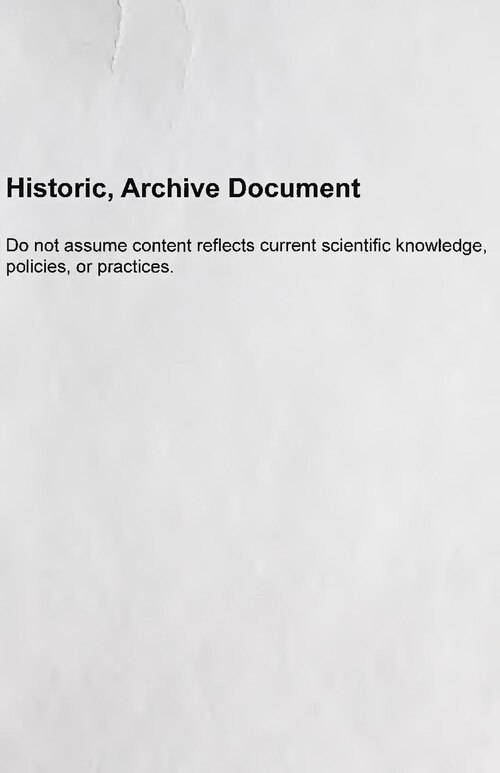 Historic, Archive Document
Do not assume content reflects current scientific knowledge,
policies, or practices.